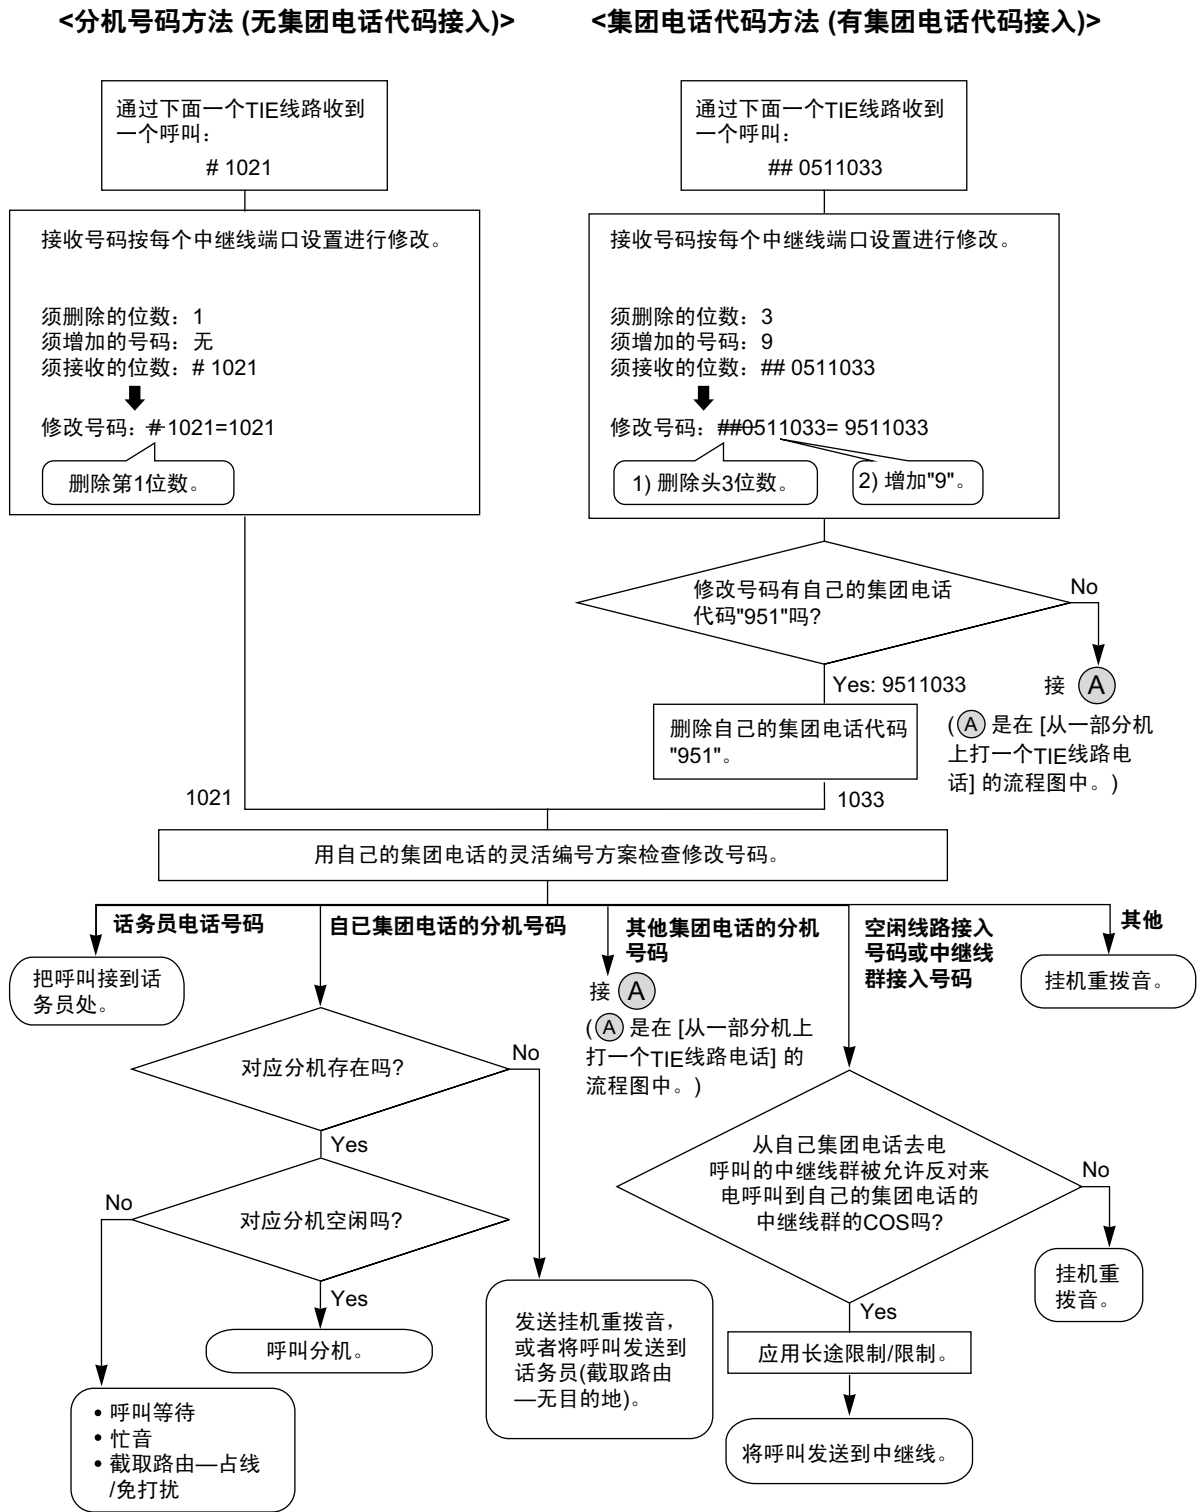 <分机号码方法 (无集团电话代码接入)>
<集团电话代码方法 (有集团电话代码接入)>
通过下面一个TIE线路收到
一个呼叫：
# 1021
通过下面一个TIE线路收到
一个呼叫：
## 0511033
接收号码按每个中继线端口设置进行修改。
须删除的位数：1
须增加的号码：无
须接收的位数：# 1021
修改号码：# 1021=1021
删除第1位数。
接收号码按每个中继线端口设置进行修改。
须删除的位数：3
须增加的号码：9
须接收的位数：## 0511033
修改号码：##0511033= 9511033
1) 删除头3位数。
2) 增加"9"。
修改号码有自己的集团电话
代码"951"吗?
No
Yes: 9511033
接 A
(A 是在 [从一部分机
上打一个TIE线路电
话] 的流程图中。)
删除自己的集团电话代码
"951"。
1021
1033
用自己的集团电话的灵活编号方案检查修改号码。
话务员电话号码
自已集团电话的分机号码
其他集团电话的分机
号码
空闲线路接入
号码或中继线
群接入号码
其他
把呼叫接到话
务员处。
接 A
(A 是在 [从一部分机上
打一个TIE线路电话] 的
流程图中。)
挂机重拨音。
对应分机存在吗?
No
Yes
对应分机空闲吗?
No
Yes
呼叫分机。
• 呼叫等待
• 忙音
• 截取路由—占线
/免打扰
发送挂机重拨音，
或者将呼叫发送到
话务员(截取路由
—无目的地)。
从自己集团电话去电
呼叫的中继线群被允许反对来
电呼叫到自己的集团电话的
中继线群的COS吗?
No
挂机重
拨音。
Yes
应用长途限制/限制。
将呼叫发送到中继线。